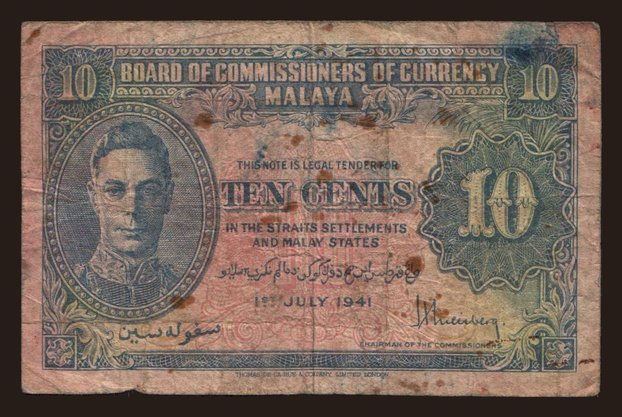 10 BOARD OF COMMISSIONERS OF CURRENCY 10
MALAYA
THIS NOTE IS LEGAL TENDER FOR
TEN CENTS
10
IN THE STRAITS SETTLEMENTS
AND MALAY STATES
1ST JULY 1941
سڤوله سين
CHAIRMAN OF THE COMMISSIONERS
THOMAS DE LA RUE & COMPANY, LIMITED, LONDON.